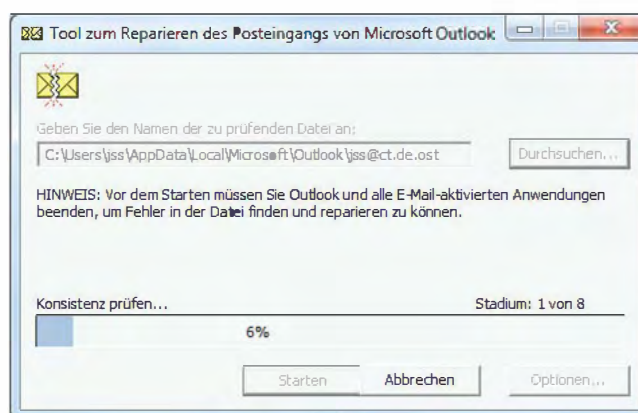 Tool zum Reparieren des Posteingangs von Microsoft Outlook
Geben Sie den Namen der zu prüfenden Datei an:
C:\Users\jss\AppData\Local\Microsoft\Outlook\jss@ct.de.ost
Durchsuchen...
HINWEIS: Vor dem Starten müssen Sie Outlook und alle E-Mail-aktivierten Anwendungen
beenden, um Fehler in der Datei finden und reparieren zu können.
Konsistenz prüfen... Stadium: 1 von 8
6%
Starten Abbrechen Optionen...